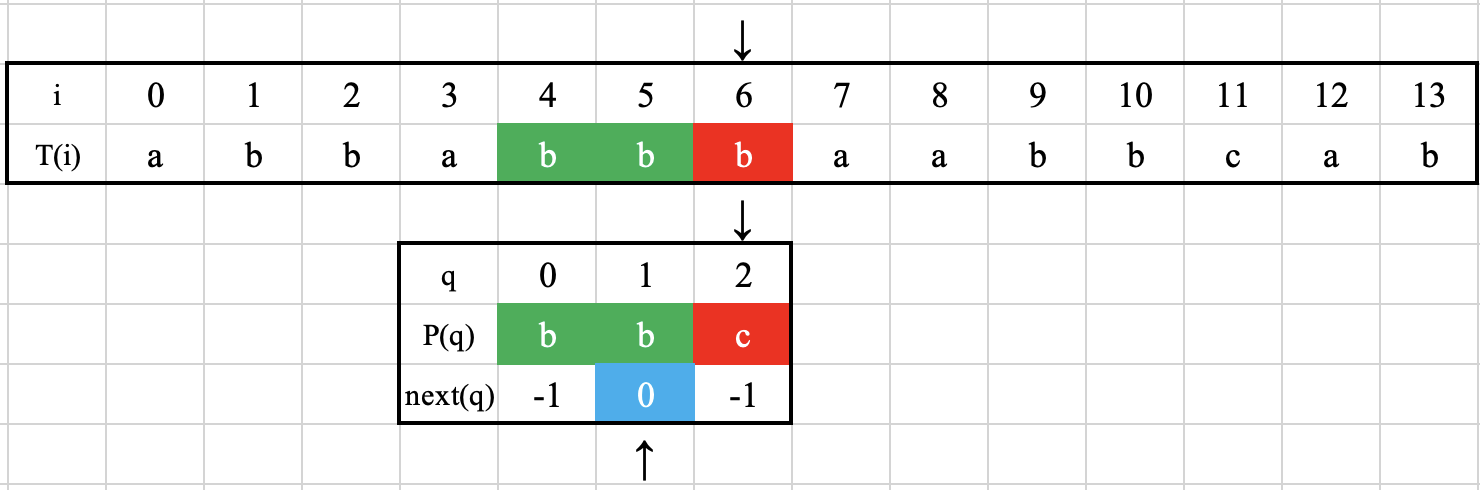 ↓
i 0 1 2 3 4 5 6 7 8 9 10 11 12 13
T(i) a b b a b b b a a b b c a b
↓
q 0 1 2
P(q) b b c
next(q) -1 0 -1
↑